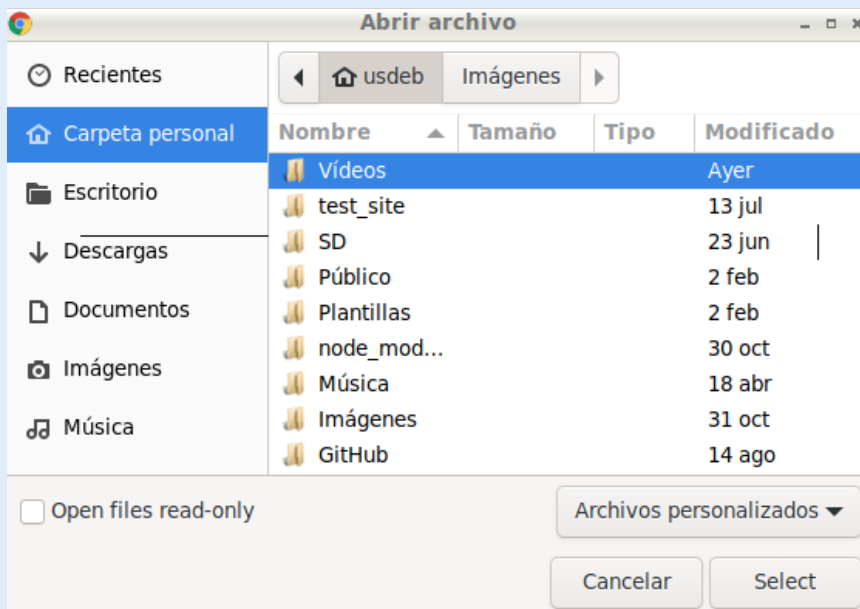 Abrir archivo
Recientes
Carpeta personal
Escritorio
Descargas
Documentos
Imágenes
Música
usdeb Imágenes
Nombre Tamaño Tipo Modificado
Vídeos Ayer
test_site 13 jul
SD 23 jun
Público 2 feb
Plantillas 2 feb
node_mod... 30 oct
Música 18 abr
Imágenes 31 oct
GitHub 14 ago
Open files read-only
Archivos personalizados
Cancelar Select